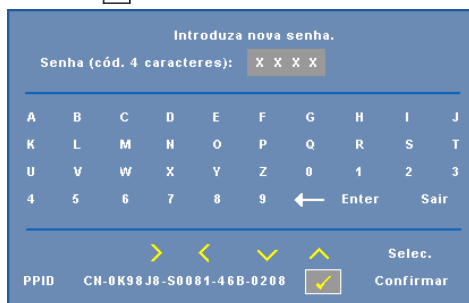 Introduza nova senha.
Senha (cód. 4 caracteres): X X X X
A B C D E F G H I J
K L M N O P Q R S T
U V W X Y Z 0 1 2 3
4 5 6 7 8 9 ← Enter Sair
Selec.
PPID CN-0K98J8-S0081-46B-0208 ✓ Confirmar